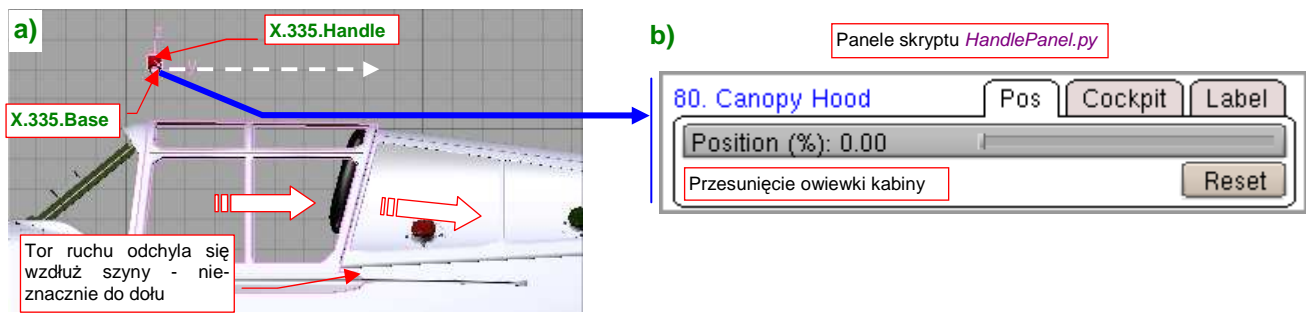 a)
X.335.Handle
X.335.Base
Tor ruchu odchyla się
wzdłuż szyny - nie-
znacznie do dołu
b)
Panele skryptu HandlePanel.py
80. Canopy Hood
Pos
Cockpit
Label
Position (%): 0.00
Przesunięcie owiewki kabiny
Reset